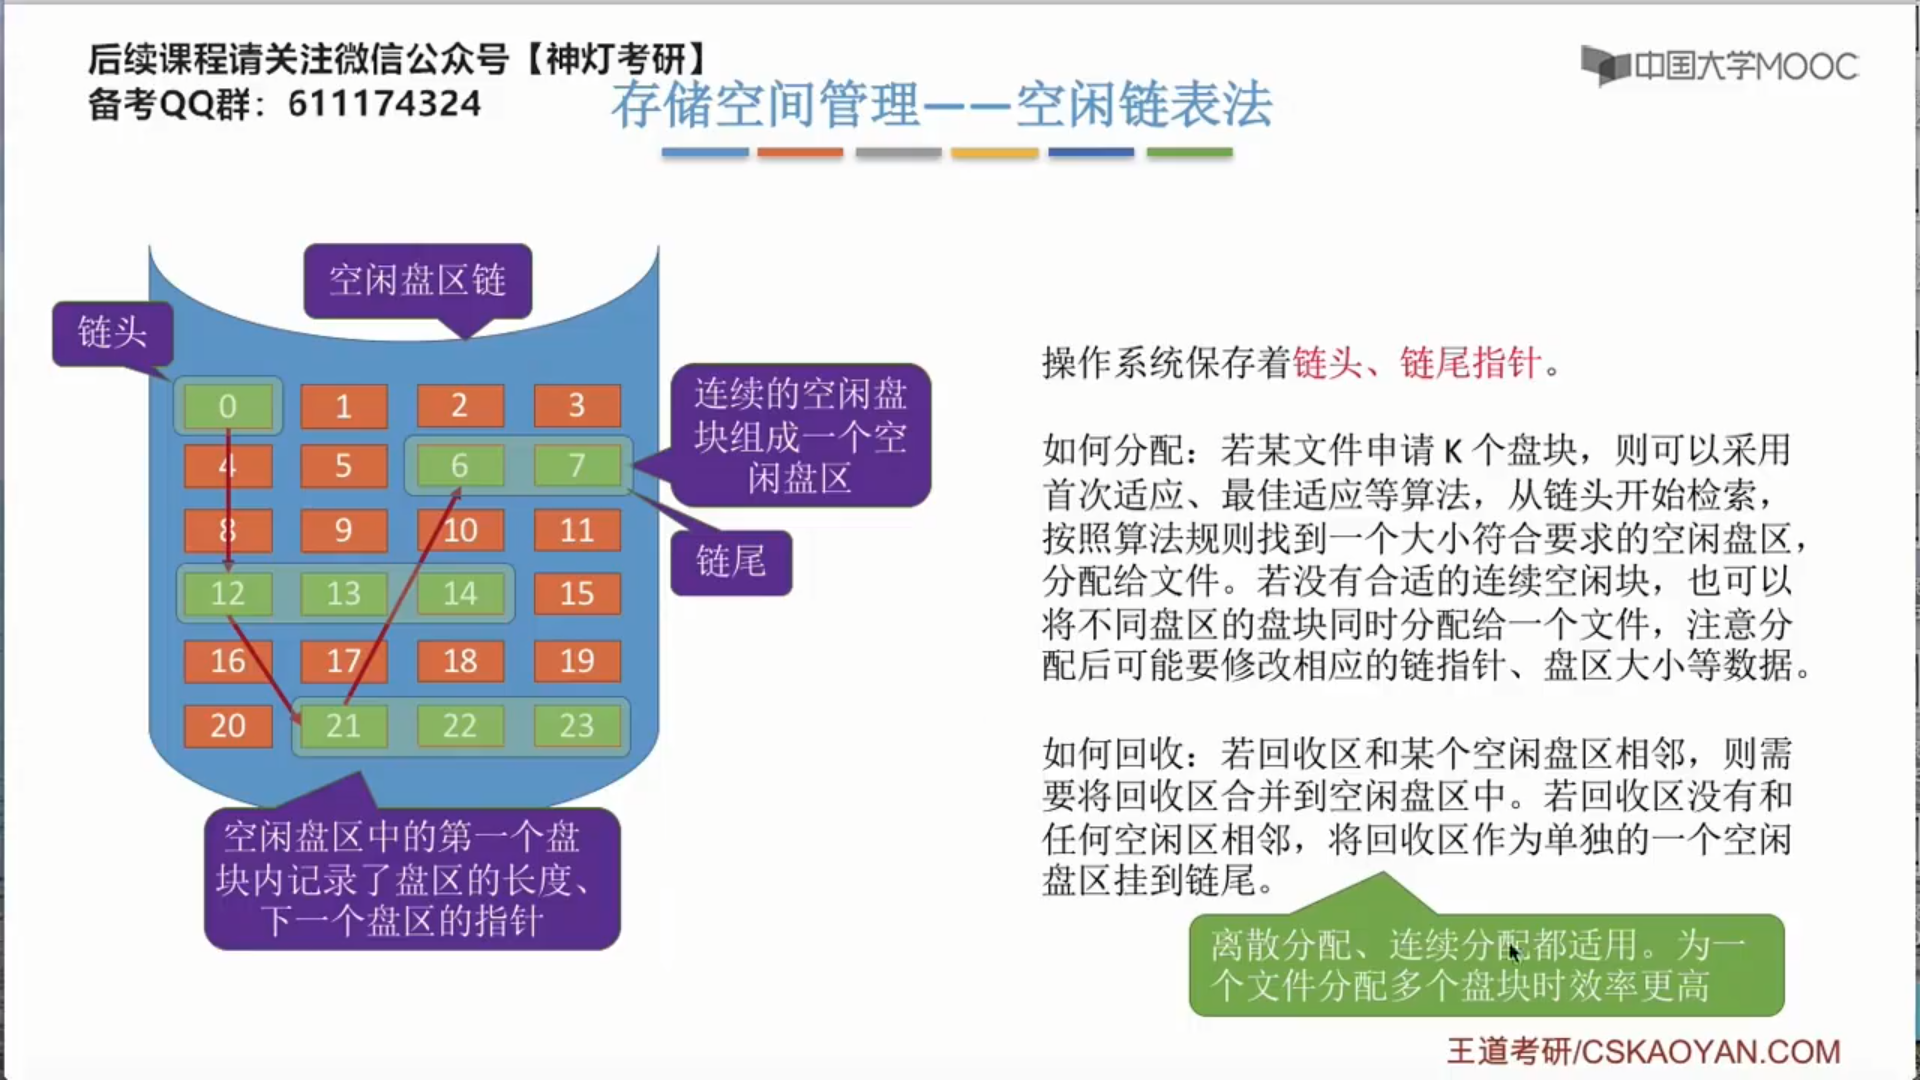 后续课程请关注微信公众号【神灯考研】
备考QQ群：611174324
中国大学MOOC
存储空间管理——空闲链表法
空闲盘区链
链头
0 1 2 3
4 5 6 7
8 9 10 11
12 13 14 15
16 17 18 19
20 21 22 23
连续的空闲盘
块组成一个空
闲盘区
链尾
空闲盘区中的第一个盘
块内记录了盘区的长度、
下一个盘区的指针
操作系统保存着链头、链尾指针。
如何分配：若某文件申请 K 个盘块，则可以采用
首次适应、最佳适应等算法，从链头开始检索，
按照算法规则找到一个大小符合要求的空闲盘区，
分配给文件。若没有合适的连续空闲块，也可以
将不同盘区的盘块同时分配给一个文件，注意分
配后可能要修改相应的链指针、盘区大小等数据。
如何回收：若回收区和某个空闲盘区相邻，则需
要将回收区合并到空闲盘区中。若回收区没有和
任何空闲区相邻，将回收区作为单独的一个空闲
盘区挂到链尾。
离散分配、连续分配都适用。为一
个文件分配多个盘块时效率更高
王道考研/CSKAOYAN.COM